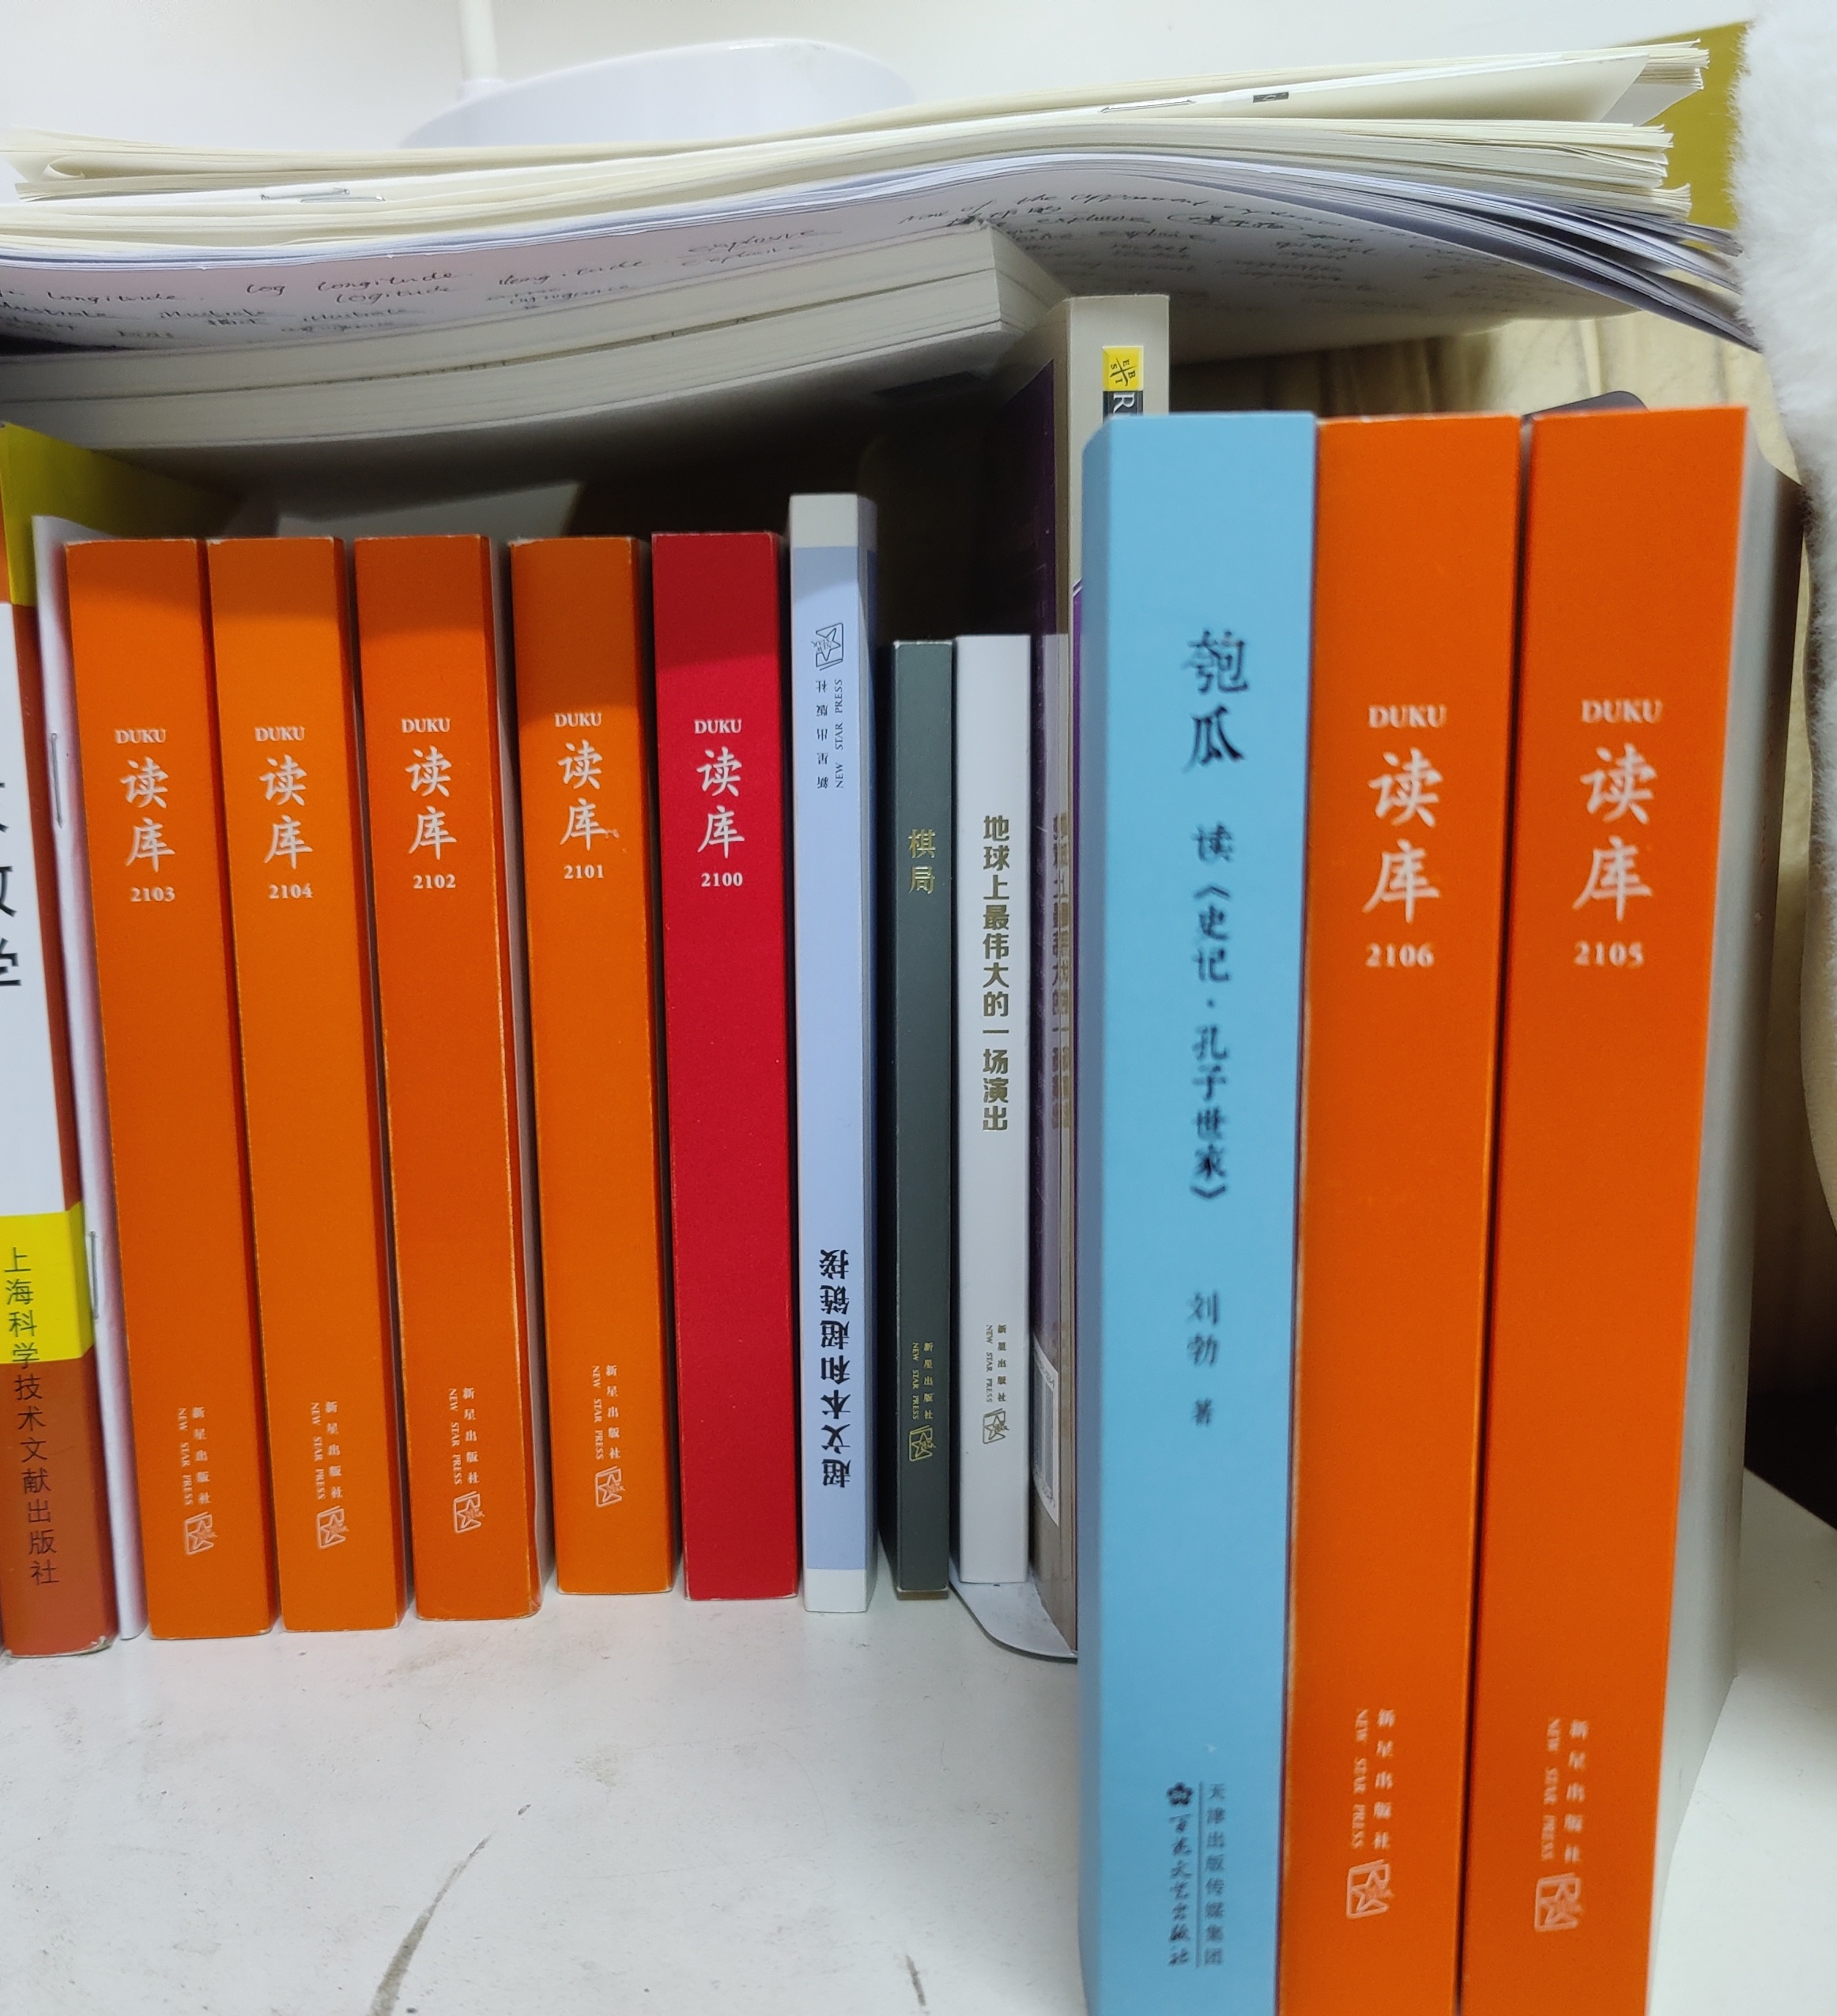 学
上海科学技术文献出版社
DUKU
读库
2103
新星出版社
NEW STAR PRESS
DUKU
读库
2104
新星出版社
NEW STAR PRESS
DUKU
读库
2102
新星出版社
NEW STAR PRESS
DUKU
读库
2101
新星出版社
NEW STAR PRESS
DUKU
读库
2100
超文本和超链接
新星出版社
NEW STAR PRESS
棋局
新星出版社
NEW STAR PRESS
地球上最伟大的一场演出
新星出版社
NEW STAR PRESS
匏瓜
读《史记·孔子世家》
刘勃 著
天津出版传媒集团
百花文艺出版社
DUKU
读库
2106
新星出版社
NEW STAR PRESS
DUKU
读库
2105
新星出版社
NEW STAR PRESS
longitude
longitude
logitude
explosive
illustrate